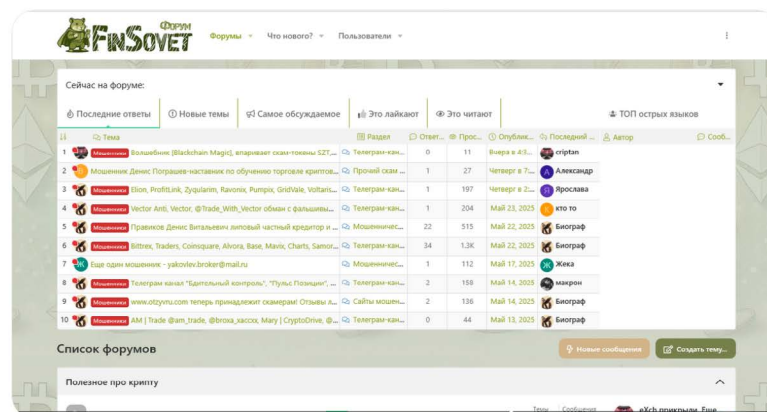 Форум
FinSovet
Форумы Что нового? Пользователи
Сейчас на форуме:
Последние ответы Новые темы Самое обсуждаемое Это лайкают Это читают ТОП острых языков
Тема Раздел Ответ... Прос... Опублик... Последний ... Автор Сооб...
1 Мошенники Волшебник [Blackchain Magic], впаривает скам-токены SZT,... Телеграм-кан... 0 11 Вчера в 4:3... criptan
2 Мошенник Денис Пограшев-наставник по обучению торговле криптов... Прочий скам ... 1 27 Четверг в 7:... Александр
3 Мошенники Elion, ProfitLink, Zyqularim, Ravonix, Pumpix, GridVale, Voltaris... Телеграм-кан... 1 197 Четверг в 2:... Ярослава
4 Мошенники Vector Anti, Vector, @Trade_With_Vector обман с фальшивы... Телеграм-кан... 1 204 Май 23, 2025 кто то
5 Мошенники Правиков Денис Витальевич липовый частный кредитор и ... Мошенничес... 22 515 Май 22, 2025 Биограф
6 Мошенники Bittrex, Traders, Coinsquare, Alvora, Base, Mavix, Charts, Samor... Телеграм-кан... 34 1.3K Май 22, 2025 Биограф
7 Еще один мошенник - yakovlev.broker@mail.ru Мошенничес... 1 112 Май 17, 2025 Жека
8 Мошенники Телеграм канал "Бдительный контроль", "Пульс Позиции", ... Телеграм-кан... 2 158 Май 14, 2025 макрон
9 Мошенники www.otzyvru.com теперь принадлежит скамерам! Отзывы л... Сайты мошен... 2 136 Май 14, 2025 Биограф
10 Мошенники AM | Trade @am_trade, @broxa_xaccxx, Mary | CryptoDrive, @... Телеграм-кан... 0 44 Май 13, 2025 Биограф
Список форумов Новые сообщения Создать тему...
Полезное про крипту
Темы Сообщения eXch прикрыли. Еще